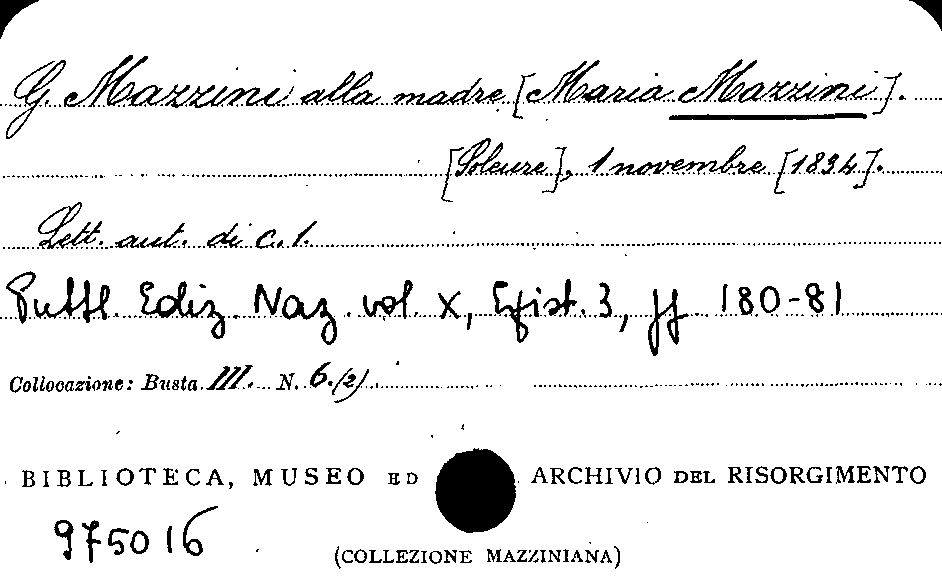 G. Mazzini alla madre [Maria Mazzini].
[Soleure], 1 novembre [1834].
Lett. aut. di c. 1.
Pubbl. Ediz. Naz. vol. X, Epist. 3, pp 180-81
Collocazione: Busta III. N. 6.(2)
BIBLIOTECA, MUSEO ED ARCHIVIO DEL RISORGIMENTO
975016
(COLLEZIONE MAZZINIANA)